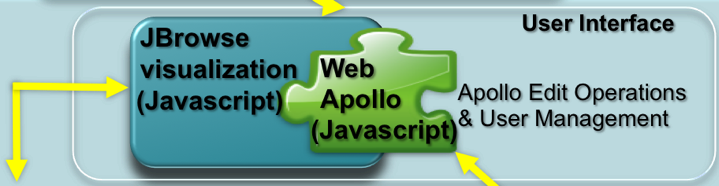 User Interface
JBrowse
visualization
(Javascript)
Web
Apollo
(Javascript)
Apollo Edit Operations
& User Management